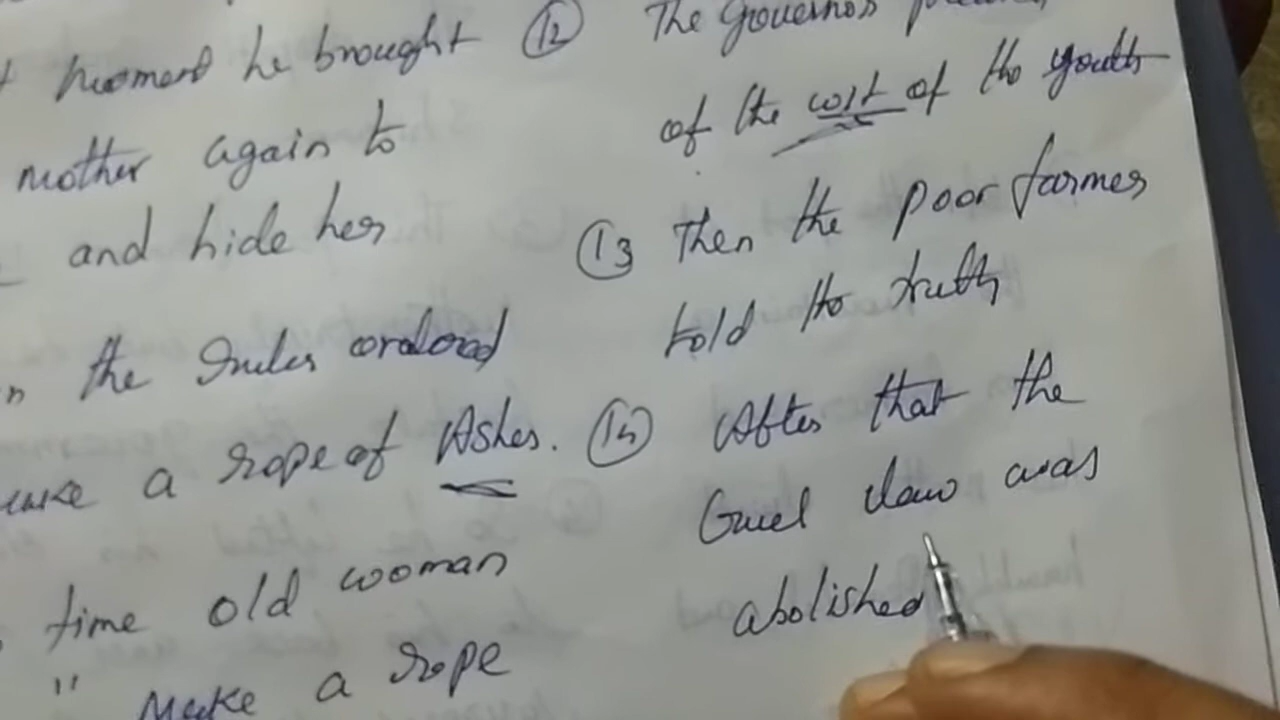 moment he brought
mother again to
and hide her
the ruler ordered
make a rope of Ashes.
time old woman
" Make a rope
(12) The Governor
of the wit of the youth
(13 Then the poor farmer
told the truth
(14) After that the
Cruel law was
abolished